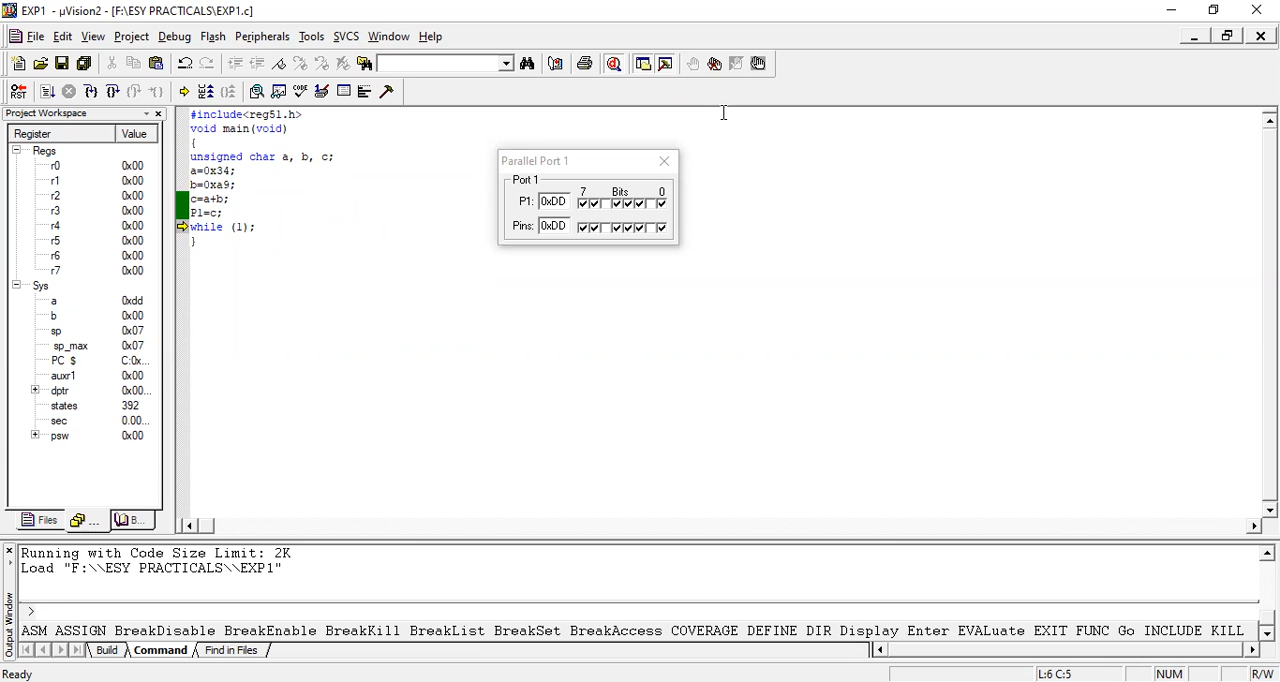 EXP1 - µVision2 - [F:\ESY PRACTICALS\EXP1.c]
File Edit View Project Debug Flash Peripherals Tools SVCS Window Help
RST CODE
Project Workspace
Register Value
Regs
r0 0x00
r1 0x00
r2 0x00
r3 0x00
r4 0x00
r5 0x00
r6 0x00
r7 0x00
Sys
a 0xdd
b 0x00
sp 0x07
sp_max 0x07
PC $ C:0x...
auxr1 0x00
dptr 0x00...
states 392
sec 0.00...
psw 0x00
Files ... B...
#include<reg51.h>
void main(void)
{
unsigned char a, b, c;
a=0x34;
b=0xa9;
c=a+b;
P1=c;
while (1);
}
Parallel Port 1
Port 1
7 Bits 0
P1: 0xDD
Pins: 0xDD
Output Window
Running with Code Size Limit: 2K
Load "F:\\ESY PRACTICALS\\EXP1"
>
ASM ASSIGN BreakDisable BreakEnable BreakKill BreakList BreakSet BreakAccess COVERAGE DEFINE DIR Display Enter EVALuate EXIT FUNC Go INCLUDE KILL
Build Command Find in Files
Ready L:6 C:5 NUM R/W